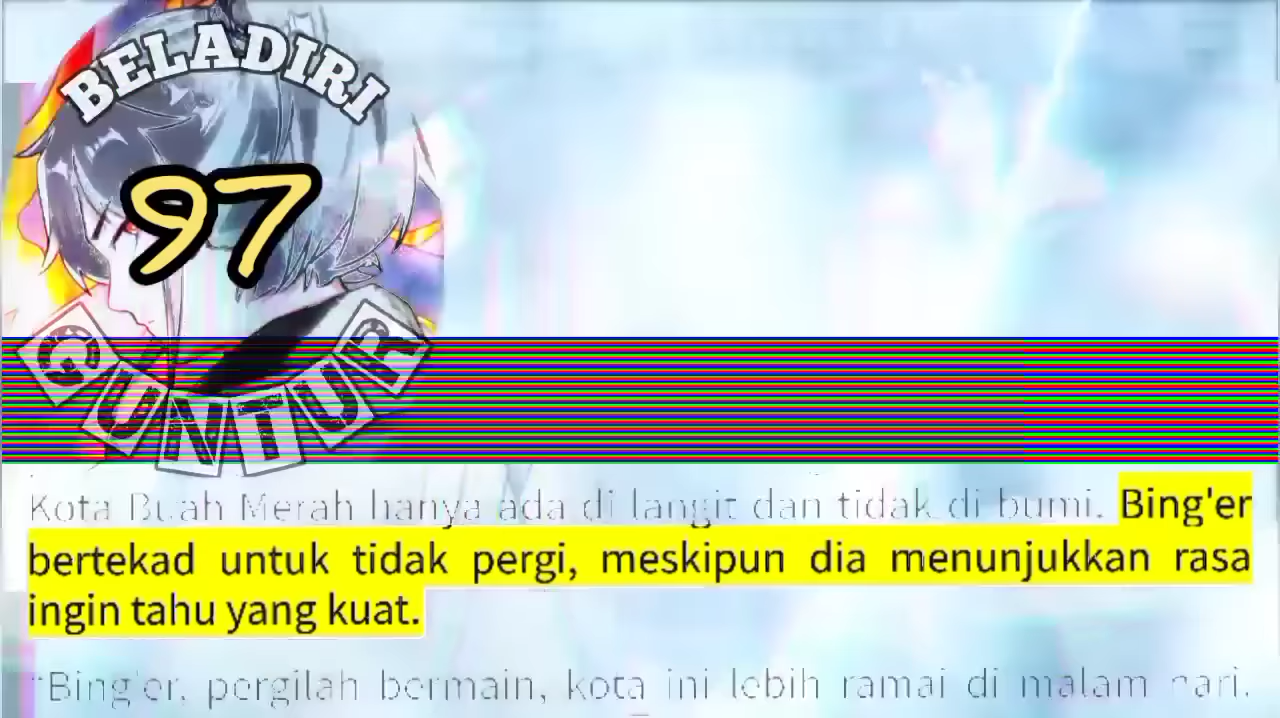 BELADIRI
97
GUNTUR
Kota Buah Merah hanya ada di langit dan tidak di bumi. Bing'er
bertekad untuk tidak pergi, meskipun dia menunjukkan rasa
ingin tahu yang kuat.
"Bing'er, pergilah bermain, kota ini lebih ramai di malam hari.